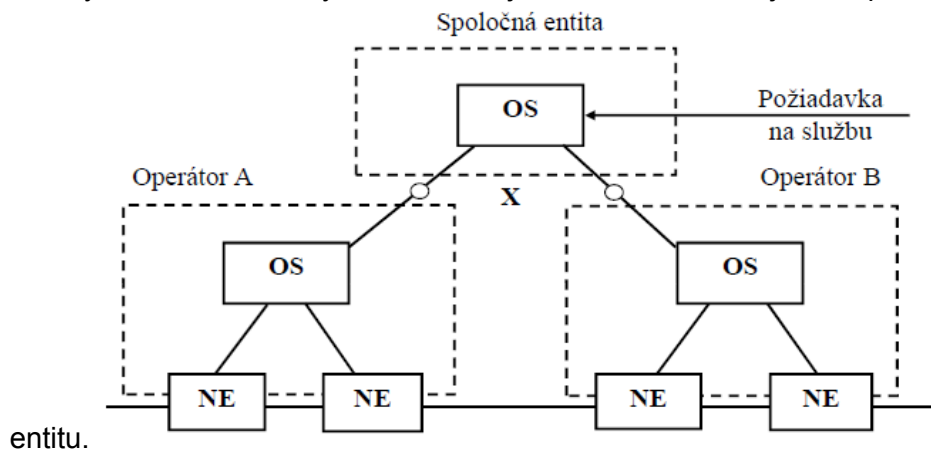 Spoločná entita
OS
Požiadavka
na službu
Operátor A
X
Operátor B
OS
OS
NE
NE
NE
NE
entitu.